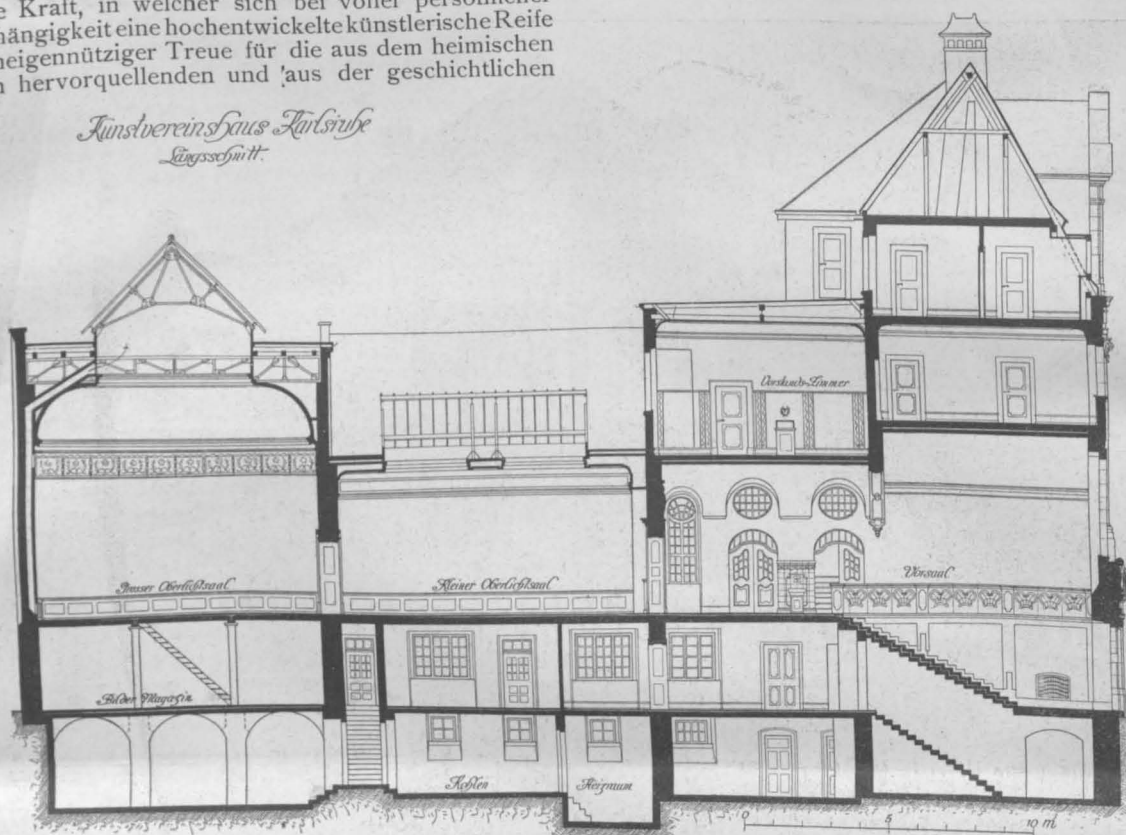 Kraft, in welcher sich bei voller persönlicher
hängigkeit eine hochentwickelte künstlerische Reife
neigennütziger Treue für die aus dem heimischen
hervorquellenden und 'aus der geschichtlichen
Kunstvereinshaus Karlsruhe
Längsschnitt.
Vorstands-Zimmer
Grosser Oberlichtsaal
Kleiner Oberlichtsaal
Vorsaal
Bilder Magazin
Kohlen
Heizraum
0 5 10 m